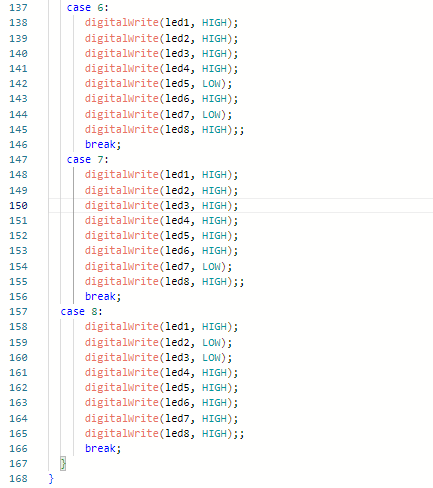 137 case 6:
138 digitalWrite(led1, HIGH);
139 digitalWrite(led2, HIGH);
140 digitalWrite(led3, HIGH);
141 digitalWrite(led4, HIGH);
142 digitalWrite(led5, LOW);
143 digitalWrite(led6, HIGH);
144 digitalWrite(led7, LOW);
145 digitalWrite(led8, HIGH);;
146 break;
147 case 7:
148 digitalWrite(led1, HIGH);
149 digitalWrite(led2, HIGH);
150 digitalWrite(led3, HIGH);
151 digitalWrite(led4, HIGH);
152 digitalWrite(led5, HIGH);
153 digitalWrite(led6, HIGH);
154 digitalWrite(led7, LOW);
155 digitalWrite(led8, HIGH);;
156 break;
157 case 8:
158 digitalWrite(led1, HIGH);
159 digitalWrite(led2, LOW);
160 digitalWrite(led3, LOW);
161 digitalWrite(led4, HIGH);
162 digitalWrite(led5, HIGH);
163 digitalWrite(led6, HIGH);
164 digitalWrite(led7, HIGH);
165 digitalWrite(led8, HIGH);;
166 break;
167 }
168 }